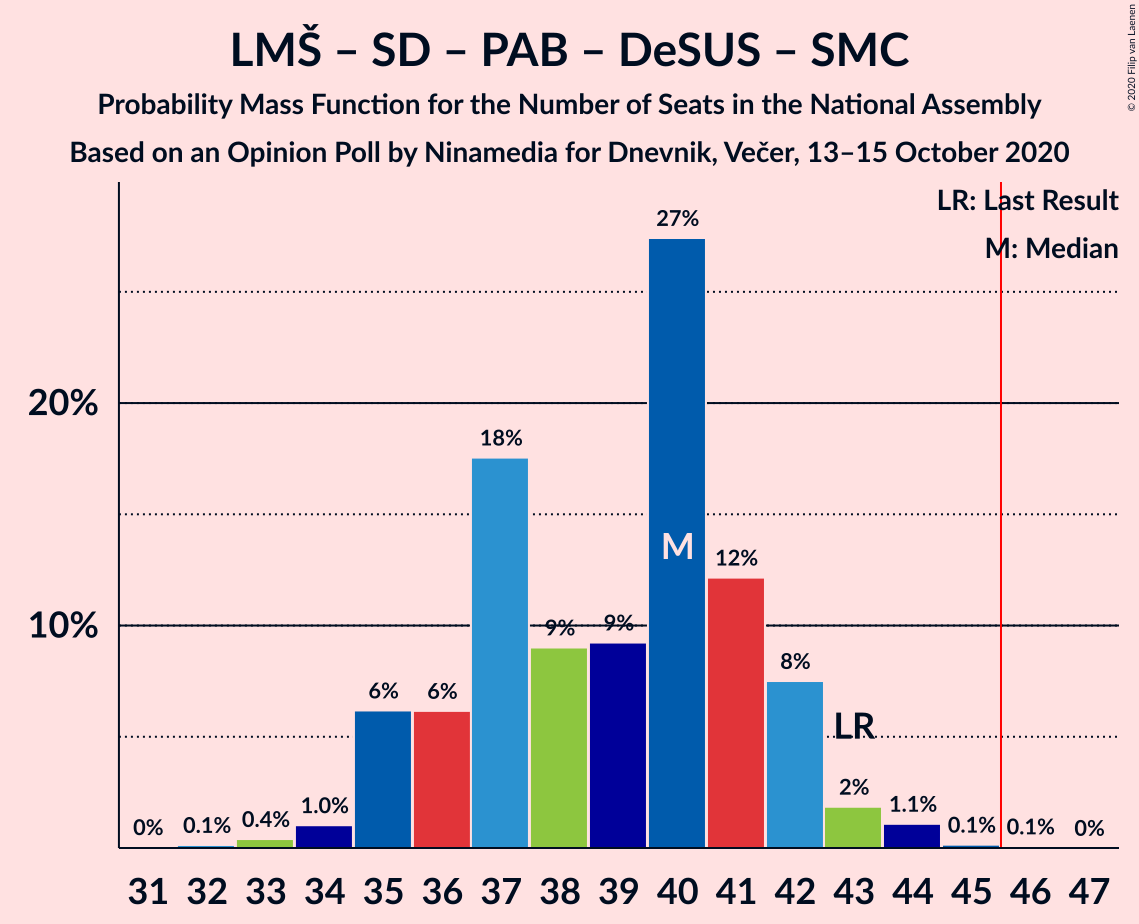 LMŠ – SD – PAB – DeSUS – SMC
Probability Mass Function for the Number of Seats in the National Assembly
Based on an Opinion Poll by Ninamedia for Dnevnik, Večer, 13–15 October 2020
© 2020 Filip van Laenen
LR: Last Result
M: Median
20%
10%
0% 0.1% 0.4% 1.0% 6% 6% 18% 9% 9% 27% 12% 8% 2% 1.1% 0.1% 0.1% 0%
M
LR
31 32 33 34 35 36 37 38 39 40 41 42 43 44 45 46 47